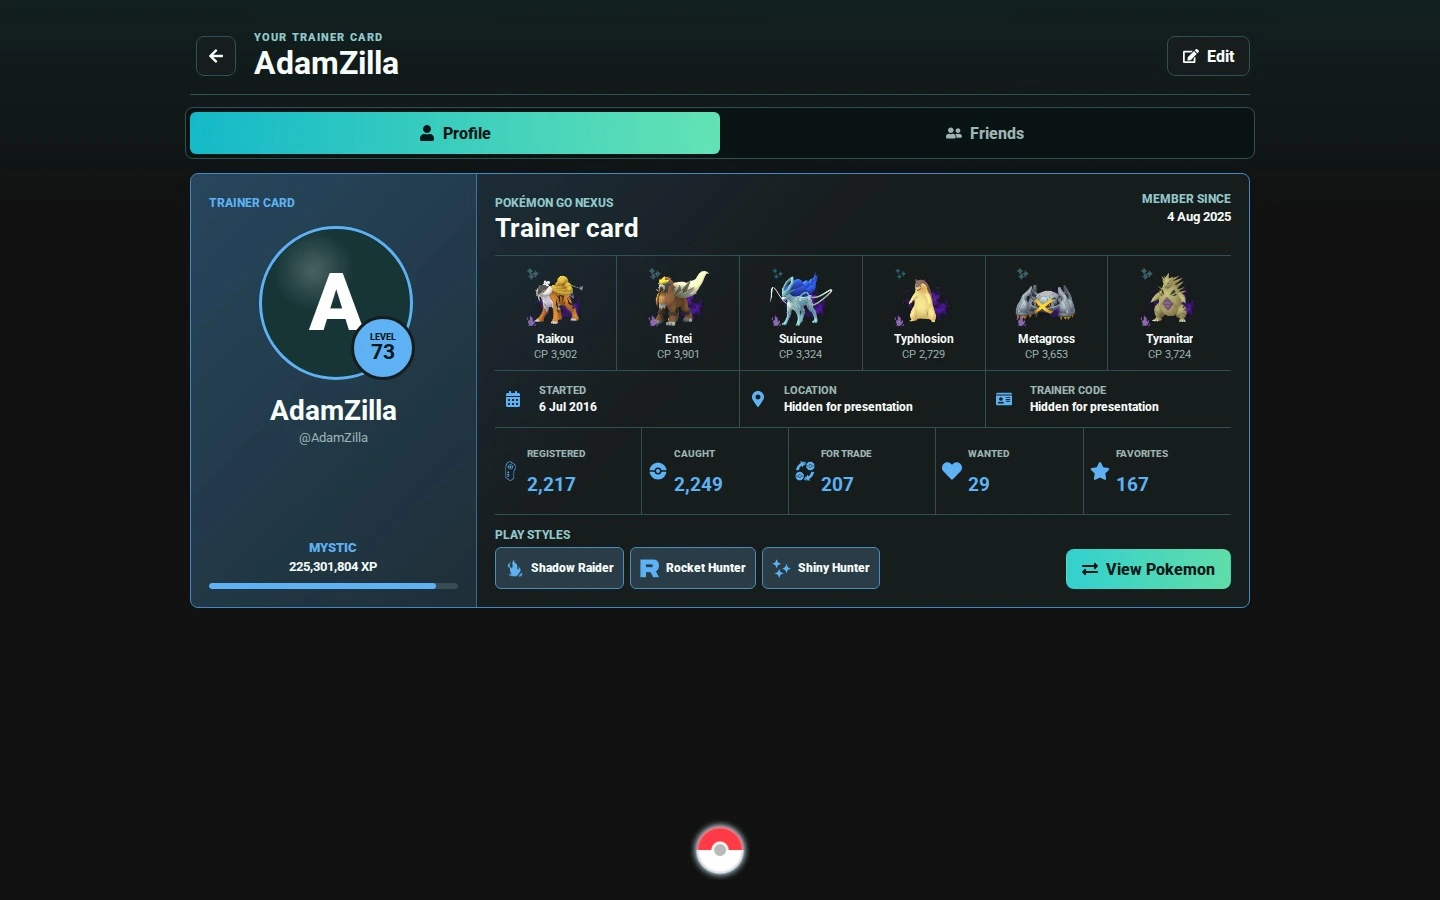 YOUR TRAINER CARD
AdamZilla
Edit
Profile
Friends
TRAINER CARD
A
LEVEL
73
AdamZilla
@AdamZilla
MYSTIC
225,301,804 XP
POKÉMON GO NEXUS
Trainer card
MEMBER SINCE
4 Aug 2025
Raikou
CP 3,902
Entei
CP 3,901
Suicune
CP 3,324
Typhlosion
CP 2,729
Metagross
CP 3,653
Tyranitar
CP 3,724
STARTED
6 Jul 2016
LOCATION
Hidden for presentation
TRAINER CODE
Hidden for presentation
REGISTERED
2,217
CAUGHT
2,249
FOR TRADE
207
WANTED
29
FAVORITES
167
PLAY STYLES
Shadow Raider
Rocket Hunter
Shiny Hunter
View Pokemon